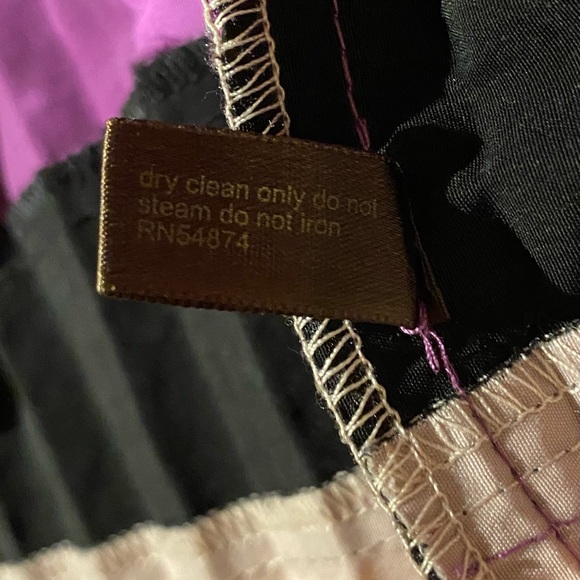 dry clean only do not
steam do not iron
RN54874